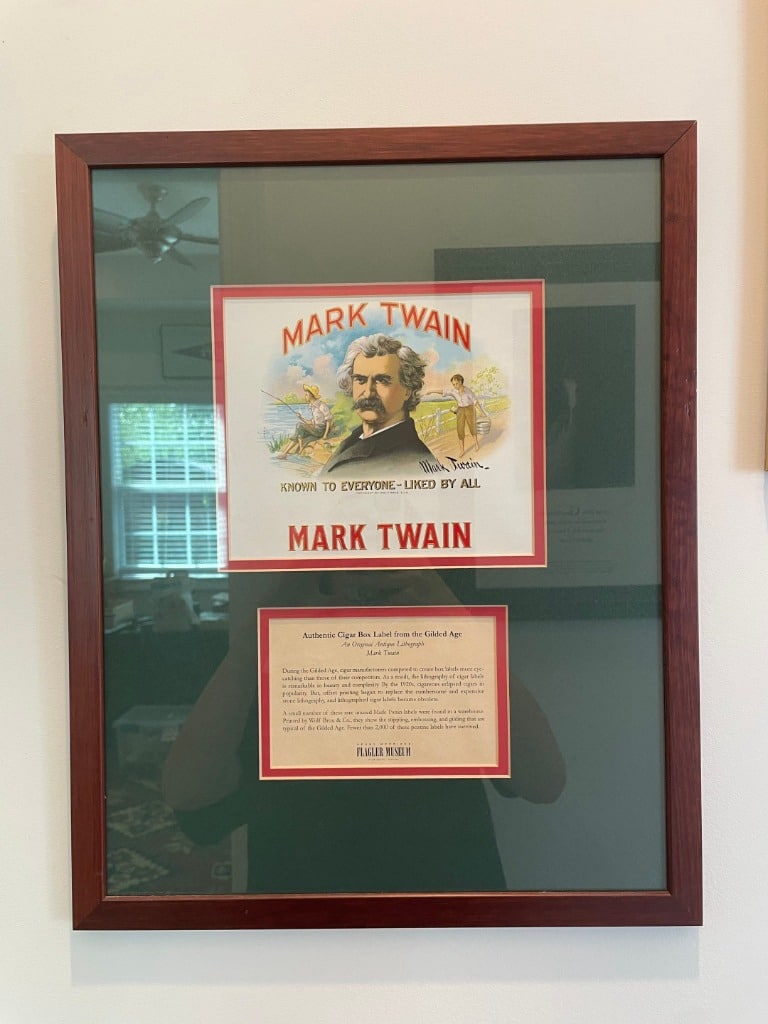 MARK TWAIN
Mark Twain
KNOWN TO EVERYONE - LIKED BY ALL
MARK TWAIN
Authentic Cigar Box Label from the Gilded Age
An Original Antique Lithograph
Mark Twain
During the Gilded Age, cigar manufacturers competed to create box labels more eye-
catching than those of their competitors. As a result, the lithography of cigar labels
is remarkable in beauty and complexity. By the 1920s, cigarettes eclipsed cigars in
popularity. But, offset printing began to replace the cumbersome and expensive
stone lithography, and lithographed cigar labels became obsolete.
A small number of these rare unused Mark Twain labels were found in a warehouse.
Printed by Wolf Bros. & Co., they show fine stippling, embossing, and gilding that are
typical of the Gilded Age. Fewer than 2,000 of these pristine labels have survived.
FLAGLER MUSEUM